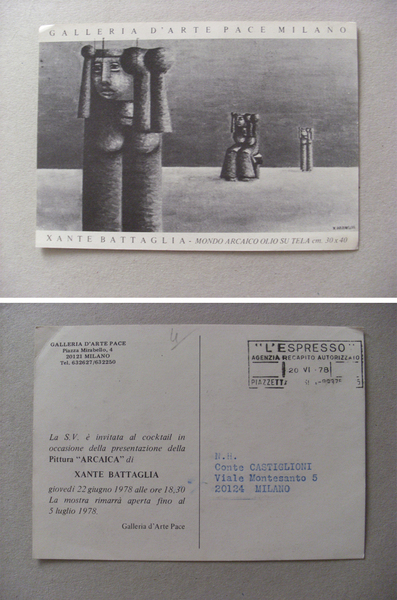 GALLERIA D'ARTE PACE MILANO
XANTE BATTAGLIA - MONDO ARCAICO OLIO SU TELA cm. 30 x 40
GALLERIA D'ARTE PACE
Piazza Mirabello, 4
20121 MILANO
Tel. 632627/632250
La S.V. è invitata al cocktail in
occasione della presentazione della
Pittura "ARCAICA" di
XANTE BATTAGLIA
giovedì 22 giugno 1978 alle ore 18,30
La mostra rimarrà aperta fino al
5 luglio 1978.
Galleria d'Arte Pace
"L'ESPRESSO"
AGENZIA RECAPITO AUTORIZZATO
20 VI 78
PIAZZETTA
N.H.
Conte CASTIGLIONI
Viale Montesanto 5
20124 MILANO